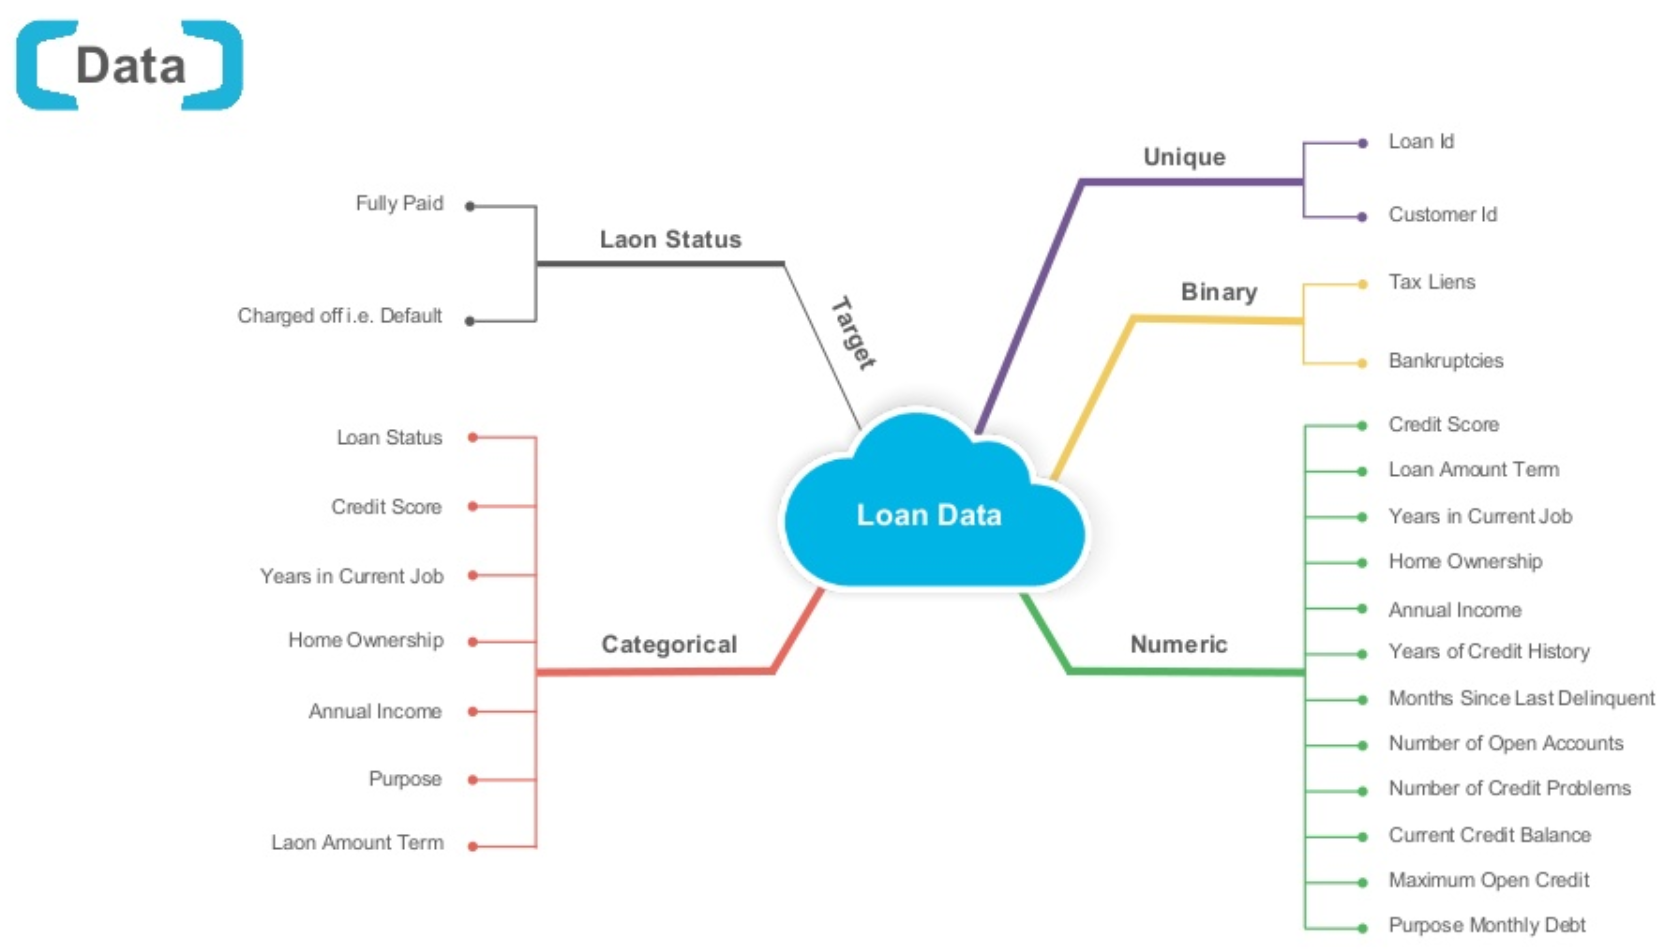 Data
Fully Paid
Laon Status
Charged off i.e. Default
Target
Unique
Loan Id
Customer Id
Binary
Tax Liens
Bankruptcies
Loan Data
Loan Status
Credit Score
Years in Current Job
Home Ownership
Categorical
Annual Income
Purpose
Laon Amount Term
Numeric
Credit Score
Loan Amount Term
Years in Current Job
Home Ownership
Annual Income
Years of Credit History
Months Since Last Delinquent
Number of Open Accounts
Number of Credit Problems
Current Credit Balance
Maximum Open Credit
Purpose Monthly Debt